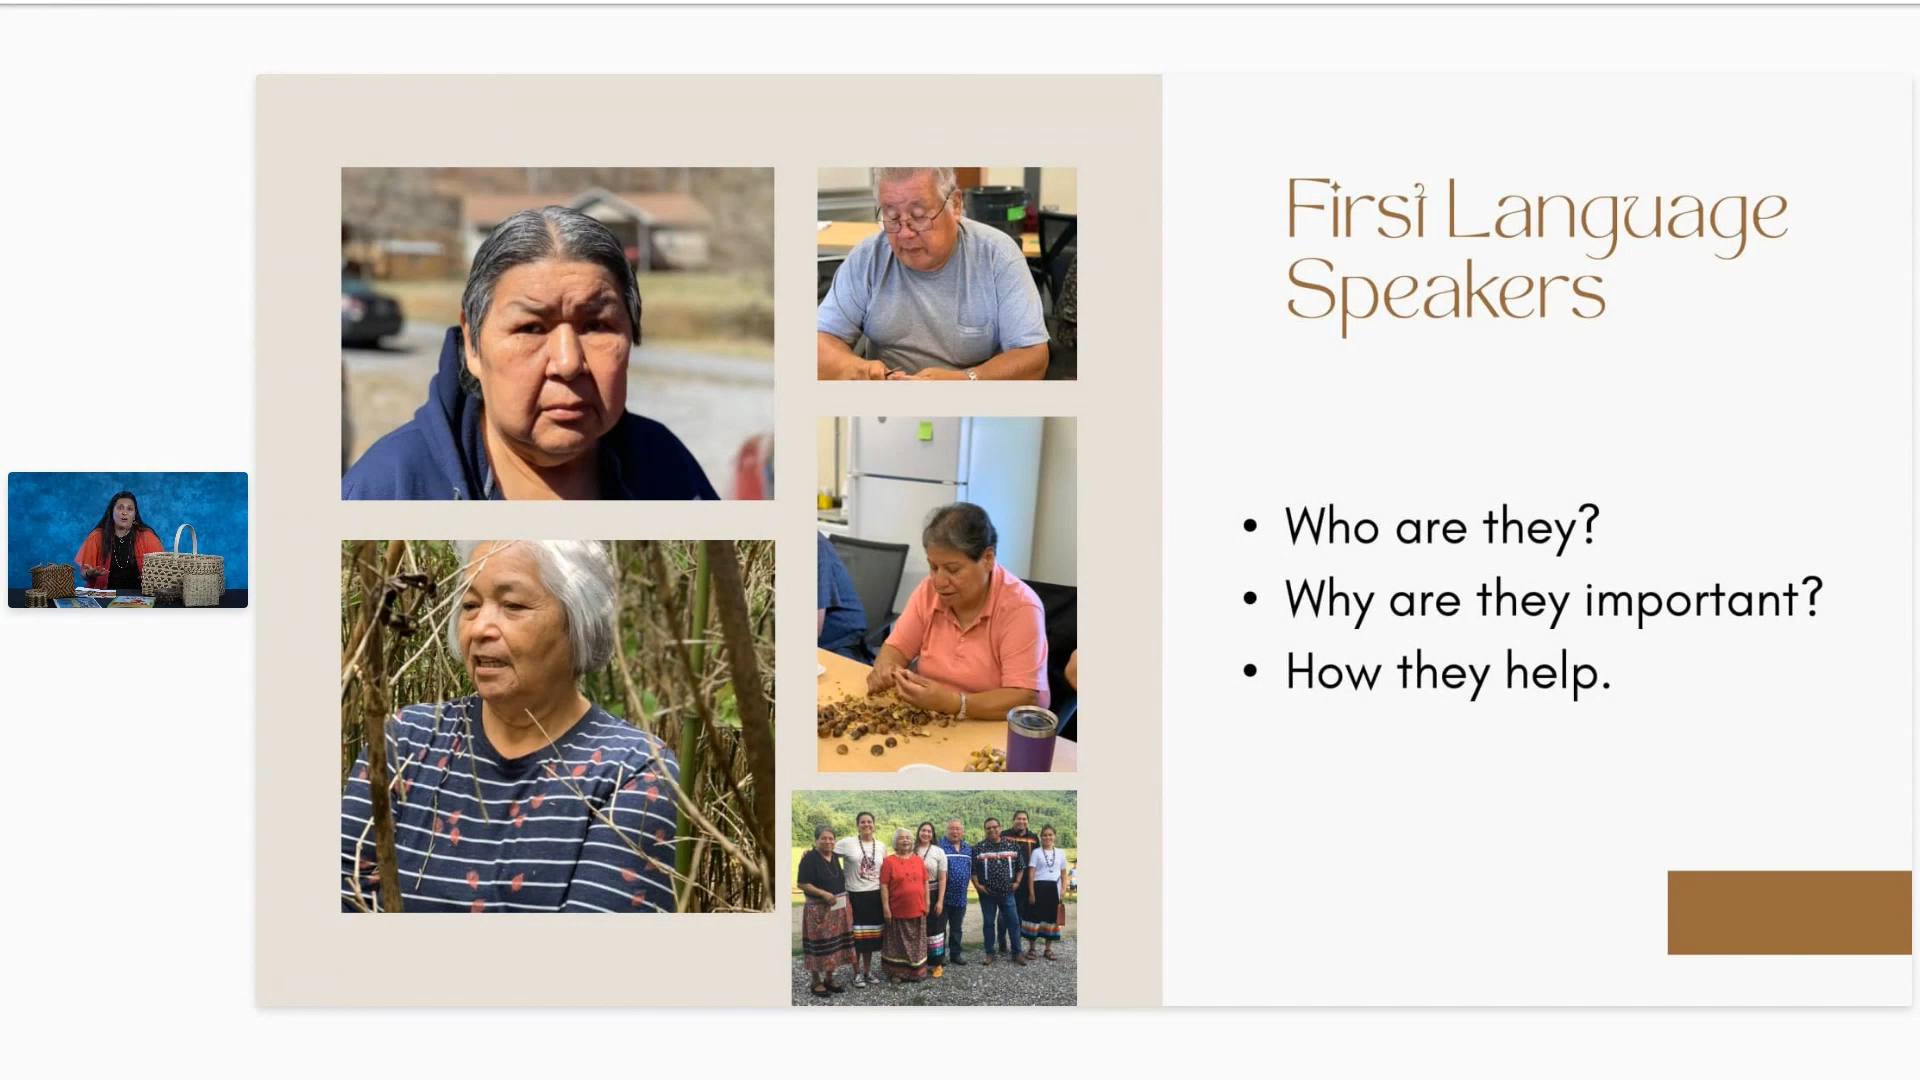 First Language
Speakers
• Who are they?
• Why are they important?
• How they help.